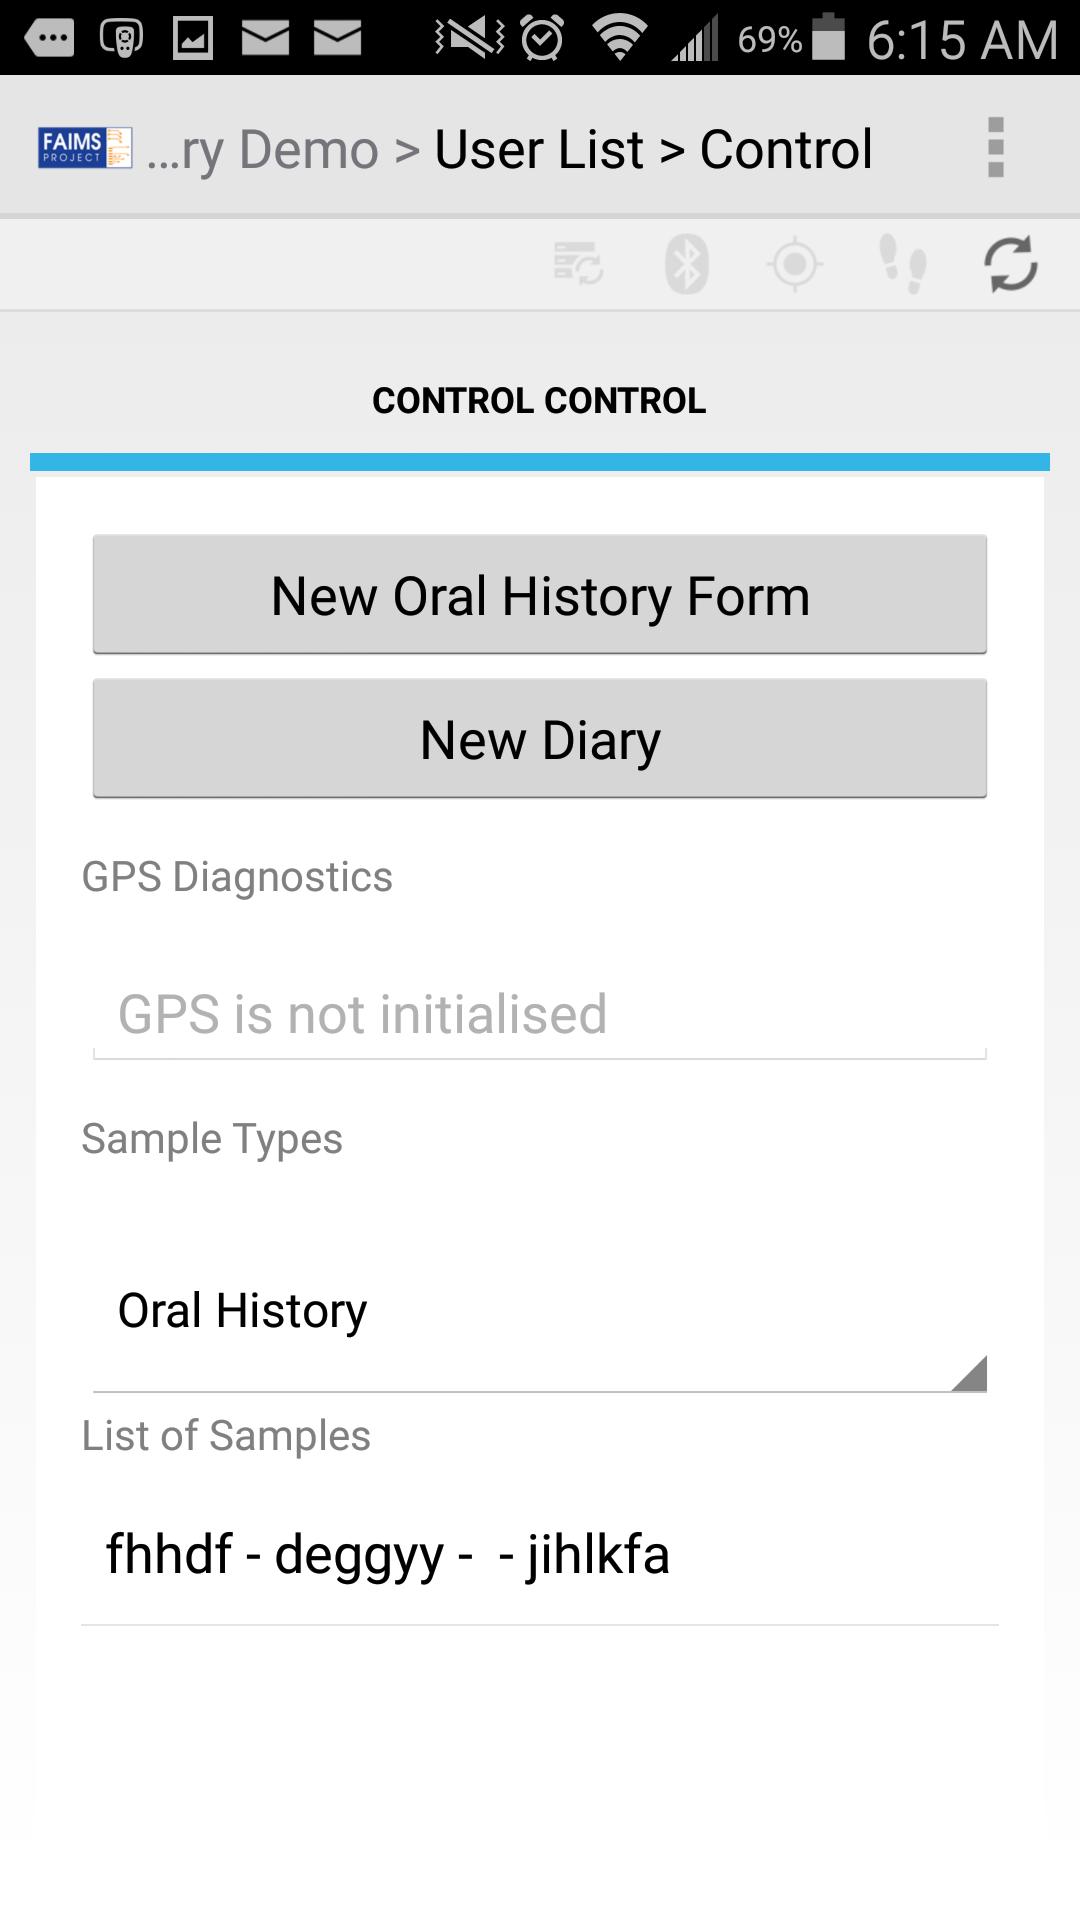 69% 6:15 AM
FAIMS
PROJECT
...ry Demo > User List > Control
CONTROL CONTROL
New Oral History Form
New Diary
GPS Diagnostics
GPS is not initialised
Sample Types
Oral History
List of Samples
fhhdf - deggyy -  - jihlkfa